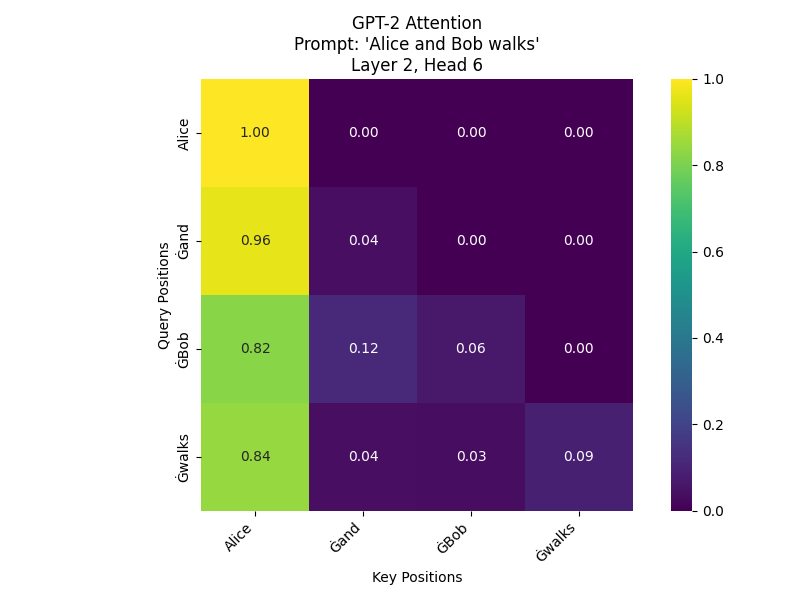 GPT-2 Attention
Prompt: 'Alice and Bob walks'
Layer 2, Head 6
Query Positions
Alice
Ġand
ĠBob
Ġwalks
1.00 0.00 0.00 0.00
0.96 0.04 0.00 0.00
0.82 0.12 0.06 0.00
0.84 0.04 0.03 0.09
Alice Ġand ĠBob Ġwalks
Key Positions
1.0
0.8
0.6
0.4
0.2
0.0